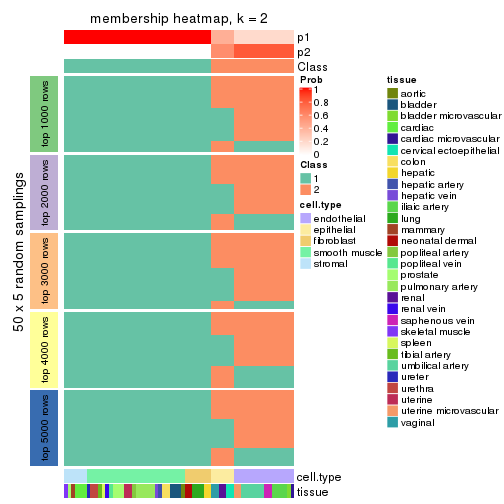 membership heatmap, k = 2
p1
p2
Class
50 x 5 random samplings
top 1000 rows
top 2000 rows
top 3000 rows
top 4000 rows
top 5000 rows
cell.type
tissue
Prob
1
0.8
0.6
0.4
0.2
0
Class
1
2
cell.type
endothelial
epithelial
fibroblast
smooth muscle
stromal
tissue
aortic
bladder
bladder microvascular
cardiac
cardiac microvascular
cervical ectoepithelial
colon
hepatic
hepatic artery
hepatic vein
iliaic artery
lung
mammary
neonatal dermal
popliteal artery
popliteal vein
prostate
pulmonary artery
renal
renal vein
saphenous vein
skeletal muscle
spleen
tibial artery
umbilical artery
ureter
urethra
uterine
uterine microvascular
vaginal